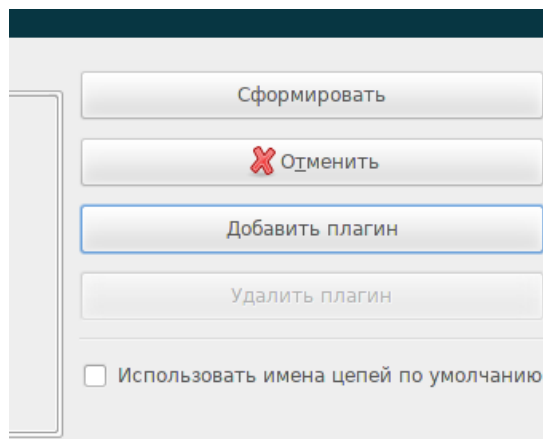 Сформировать
Отменить
Добавить плагин
Удалить плагин
Использовать имена цепей по умолчанию